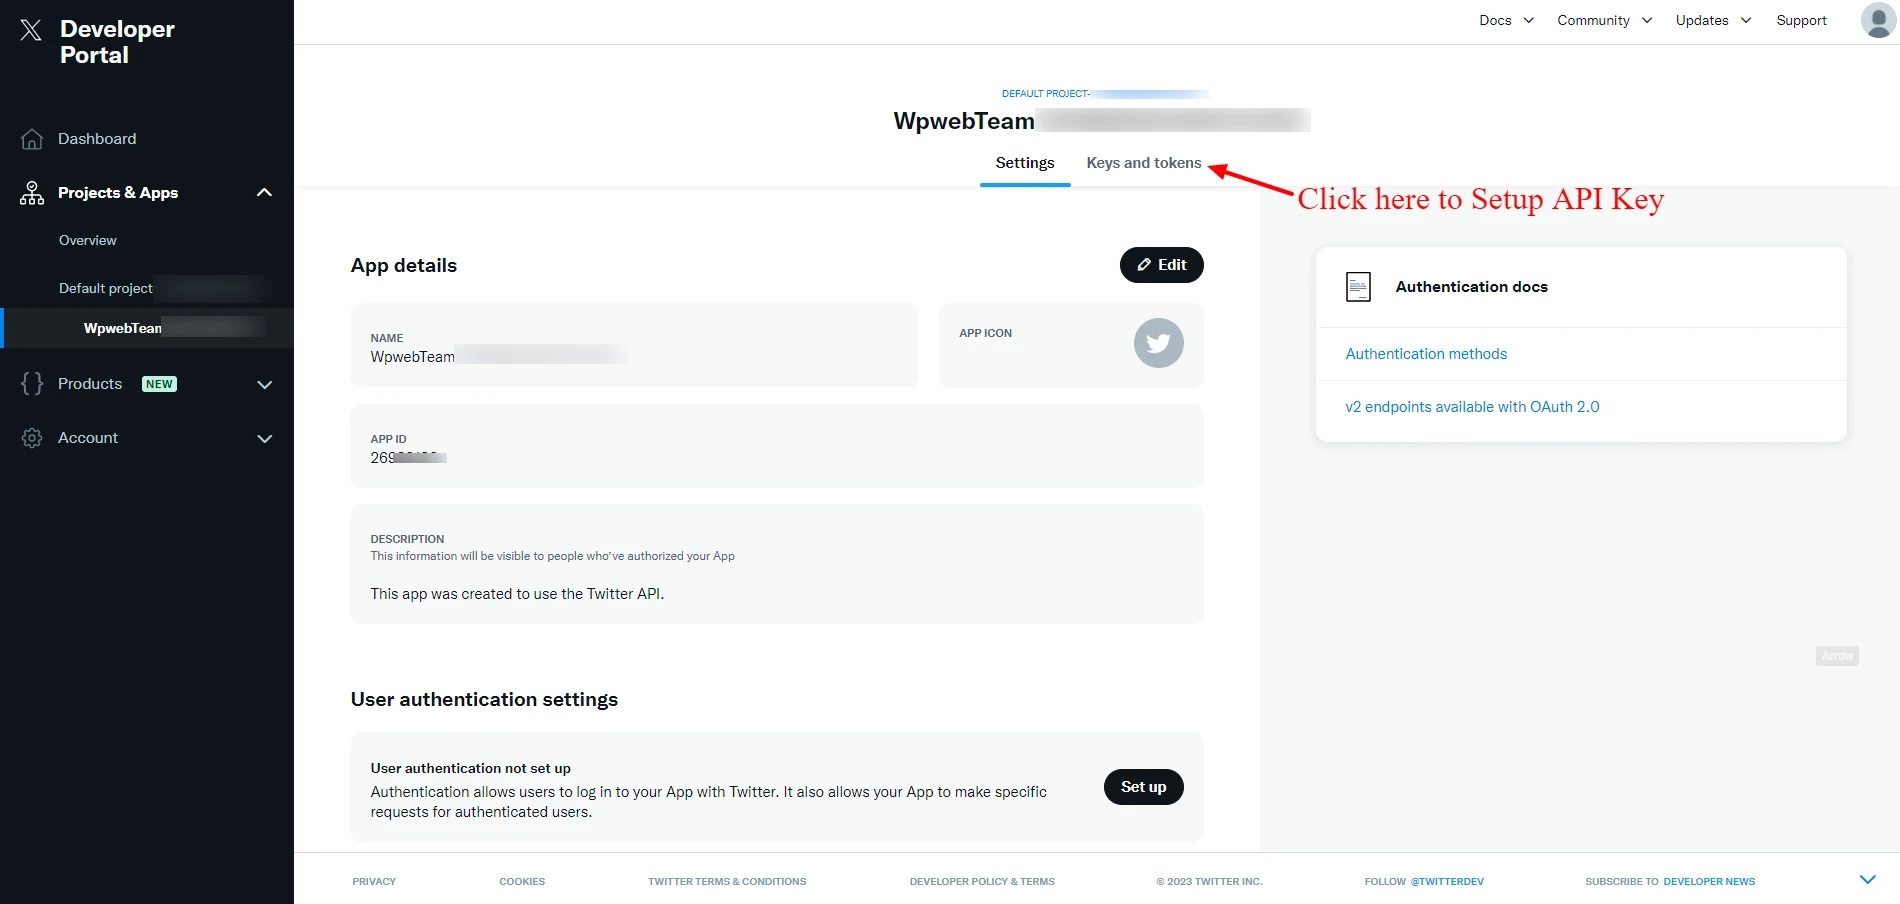 Developer
Portal
Dashboard
Projects & Apps
Overview
Default project
WpwebTeam
Products NEW
Account
Docs
Community
Updates
Support
DEFAULT PROJECT-
WpwebTeam
Settings
Keys and tokens
Click here to Setup API Key
App details
Edit
NAME
WpwebTeam
APP ICON
APP ID
DESCRIPTION
This information will be visible to people who've authorized your App
This app was created to use the Twitter API.
User authentication settings
User authentication not set up
Authentication allows users to log in to your App with Twitter. It also allows your App to make specific
requests for authenticated users.
Set up
Authentication docs
Authentication methods
v2 endpoints available with OAuth 2.0
Arrow
PRIVACY
COOKIES
TWITTER TERMS & CONDITIONS
DEVELOPER POLICY & TERMS
© 2023 TWITTER INC.
FOLLOW @TWITTERDEV
SUBSCRIBE TO DEVELOPER NEWS